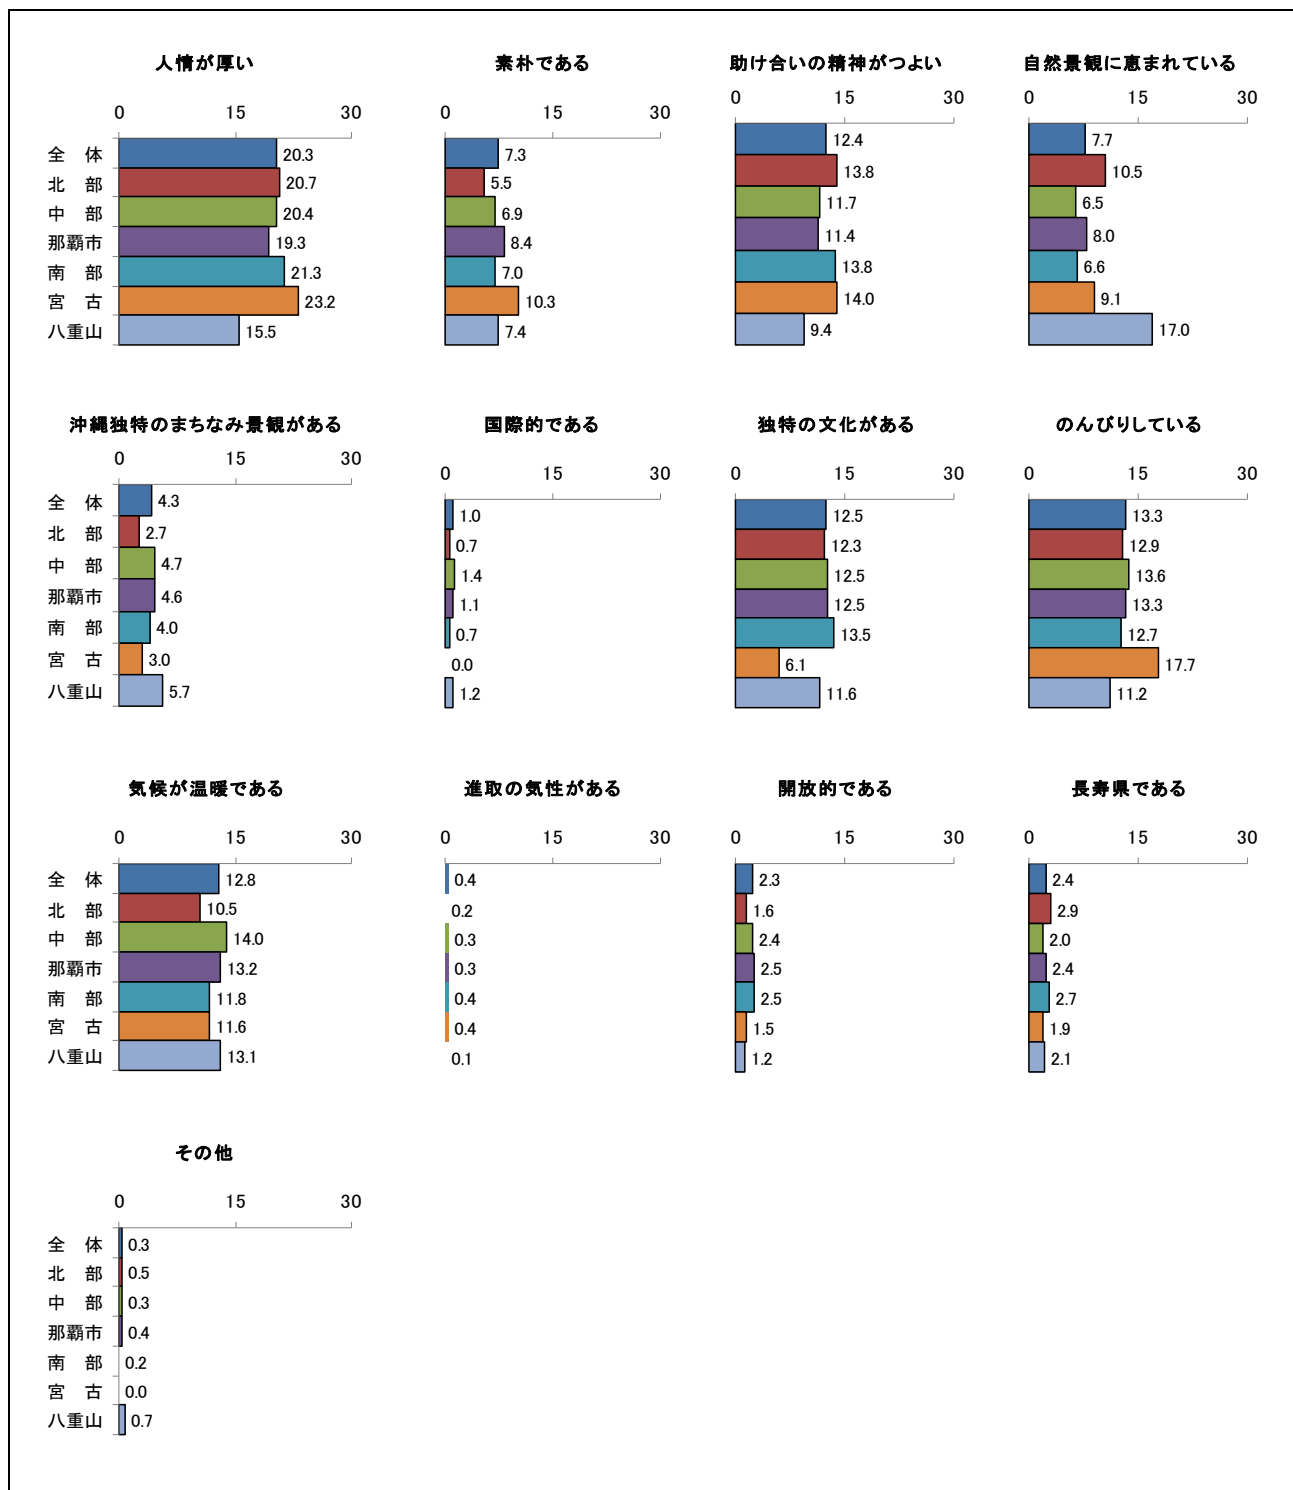 人情が厚い 素朴である 助け合いの精神がつよい 自然景観に恵まれている
0 15 30 0 15 30 0 15 30 0 15 30
全 体 20.3 7.3 12.4 7.7
北 部 20.7 5.5 13.8 10.5
中 部 20.4 6.9 11.7 6.5
那覇市 19.3 8.4 11.4 8.0
南 部 21.3 7.0 13.8 6.6
宮 古 23.2 10.3 14.0 9.1
八重山 15.5 7.4 9.4 17.0
沖縄独特のまちなみ景観がある 国際的である 独特の文化がある のんびりしている
0 15 30 0 15 30 0 15 30 0 15 30
全 体 4.3 1.0 12.5 13.3
北 部 2.7 0.7 12.3 12.9
中 部 4.7 1.4 12.5 13.6
那覇市 4.6 1.1 12.5 13.3
南 部 4.0 0.7 13.5 12.7
宮 古 3.0 0.0 6.1 17.7
八重山 5.7 1.2 11.6 11.2
気候が温暖である 進取の気性がある 開放的である 長寿県である
0 15 30 0 15 30 0 15 30 0 15 30
全 体 12.8 0.4 2.3 2.4
北 部 10.5 0.2 1.6 2.9
中 部 14.0 0.3 2.4 2.0
那覇市 13.2 0.3 2.5 2.4
南 部 11.8 0.4 2.5 2.7
宮 古 11.6 0.4 1.5 1.9
八重山 13.1 0.1 1.2 2.1
その他
0 15 30
全 体 0.3
北 部 0.5
中 部 0.3
那覇市 0.4
南 部 0.2
宮 古 0.0
八重山 0.7